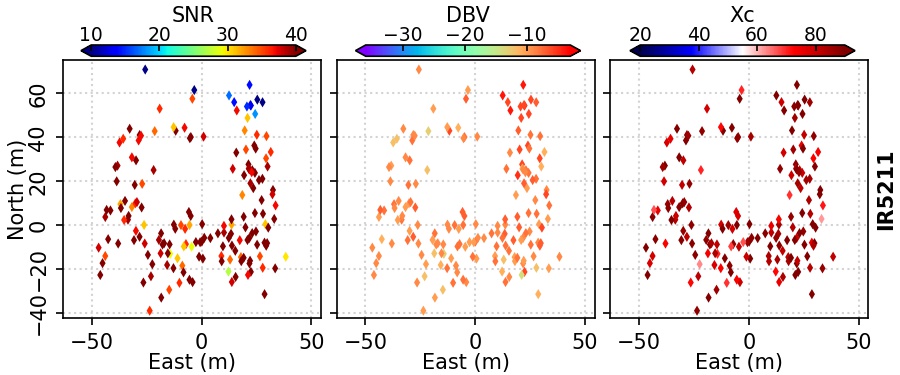 SNR DBV Xc
10 20 30 40 −30 −20 −10 20 40 60 80
North (m)
60
40
20
0
−20
−40
−50 0 50 −50 0 50 −50 0 50
East (m) East (m) East (m)
IR5211